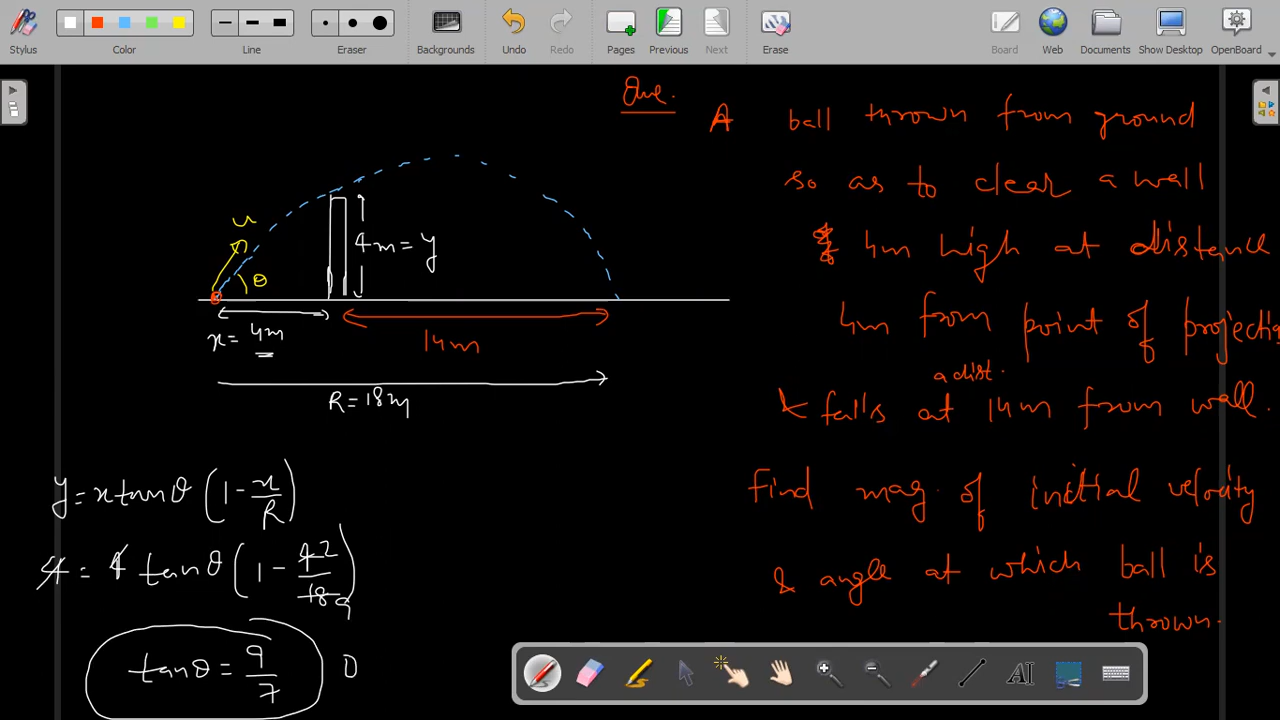 Stylus
Color
Line
Eraser
Backgrounds
Undo
Redo
Pages
Previous
Next
Erase
Board
Web
Documents
Show Desktop
OpenBoard
Que.
A ball thrown from ground
so as to clear a wall
4m high at distance
4m from point of projectio
a dist.
& falls at 14m from wall.
Find mag. of initial velocity
& angle at which ball is
thrown.
u
θ
4m = y
x = 4m
14m
R = 18m
y = x tanθ (1 - x/R)
4 = 4 tanθ (1 - 42/189)
tanθ = 9/7
AI